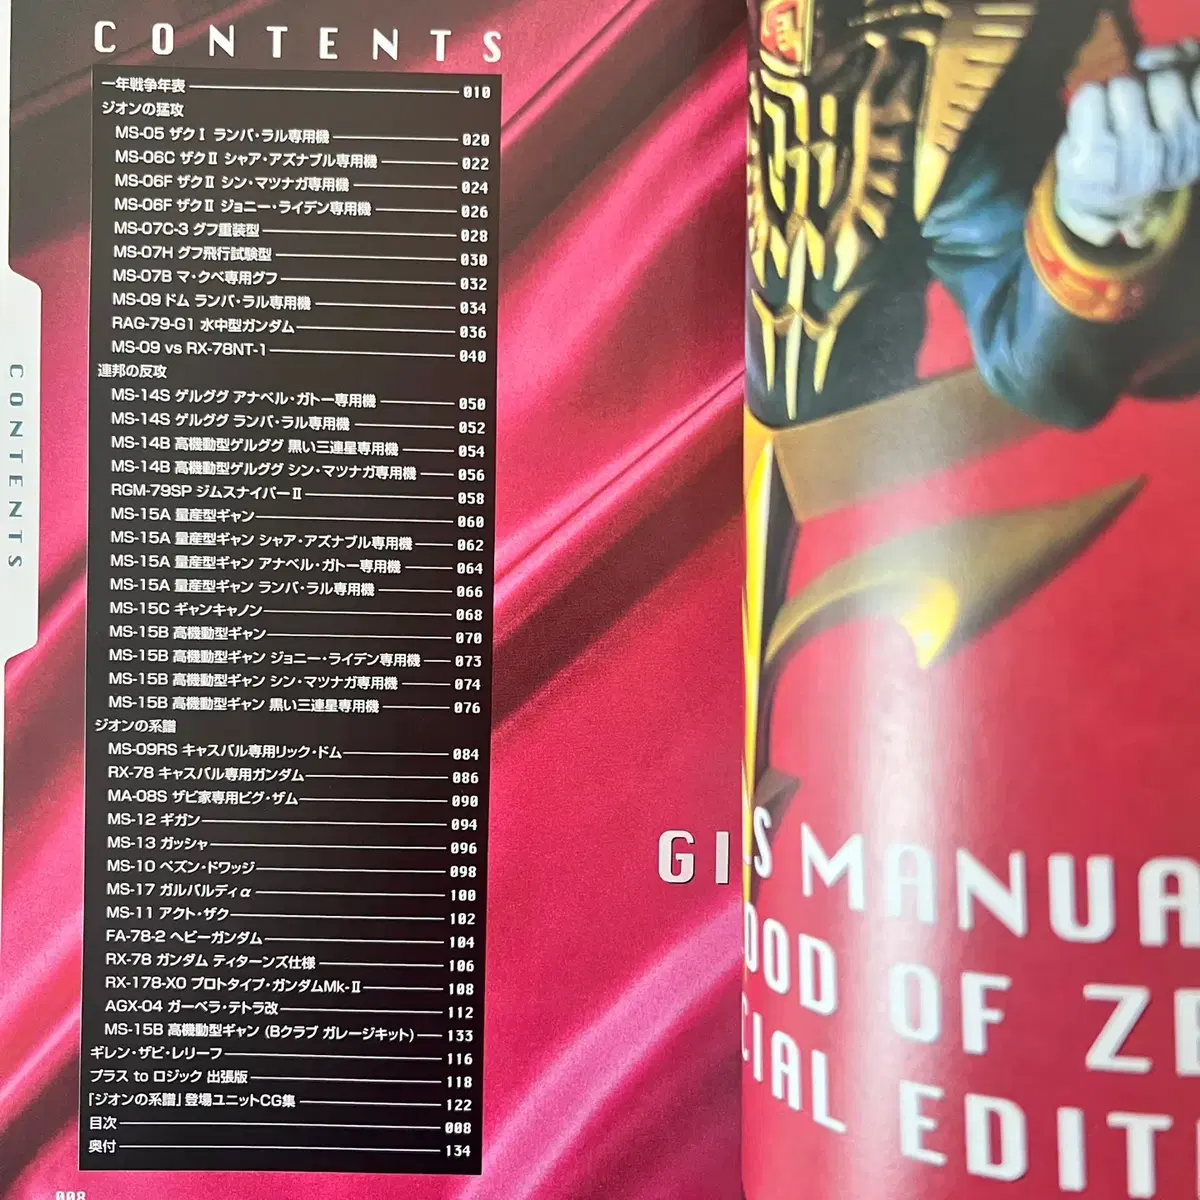 CONTENTS
一年戦争年表 010
ジオンの猛攻
MS-05 ザクI ランバ・ラル専用機 020
MS-06C ザクII シャア・アズナブル専用機 022
MS-06F ザクII シン・マツナガ専用機 024
MS-06F ザクII ジョニー・ライデン専用機 026
MS-07C-3 グフ重装型 028
MS-07H グフ飛行試験型 030
MS-07B マ・クベ専用グフ 032
MS-09 ドム ランバ・ラル専用機 034
RAG-79-G1 水中型ガンダム 036
MS-09 vs RX-78NT-1 040
連邦の反攻
MS-14S ゲルググ アナベル・ガトー専用機 050
MS-14S ゲルググ ランバ・ラル専用機 052
MS-14B 高機動型ゲルググ 黒い三連星専用機 054
MS-14B 高機動型ゲルググ シン・マツナガ専用機 056
RGM-79SP ジムスナイパーII 058
MS-15A 量産型ギャン 060
MS-15A 量産型ギャン シャア・アズナブル専用機 062
MS-15A 量産型ギャン アナベル・ガトー専用機 064
MS-15A 量産型ギャン ランバ・ラル専用機 066
MS-15C ギャンキャノン 068
MS-15B 高機動型ギャン 070
MS-15B 高機動型ギャン ジョニー・ライデン専用機 073
MS-15B 高機動型ギャン シン・マツナガ専用機 074
MS-15B 高機動型ギャン 黒い三連星専用機 076
ジオンの系譜
MS-09RS キャスバル専用リック・ドム 084
RX-78 キャスバル専用ガンダム 086
MA-08S ザビ家専用ビグ・ザム 090
MS-12 ギガン 094
MS-13 ガッシャ 096
MS-10 ペズン・ドワッジ 098
MS-17 ガルバルディα 100
MS-11 アクト・ザク 102
FA-78-2 ヘビーガンダム 104
RX-78 ガンダム ティターンズ仕様 106
RX-178-X0 プロトタイプ・ガンダムMk-II 108
AGX-04 ガーベラ・テトラ改 112
MS-15B 高機動型ギャン (Bクラブ ガレージキット) 133
ギレン・ザビ・レリーフ 116
プラス to ロジック 出張版 118
「ジオンの系譜」登場ユニットCG集 122
目次 008
奥付 134
CONTENTS
008
MANUA
OF ZE
EDIT